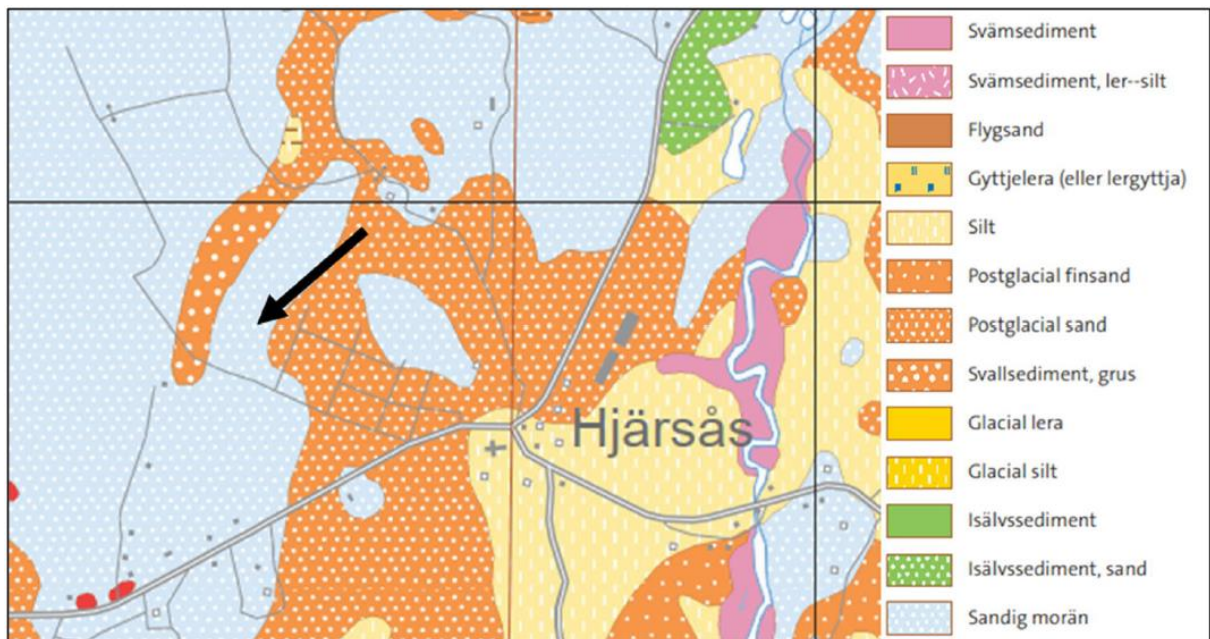 Hjärsås
Svämsediment
Svämsediment, ler--silt
Flygsand
Gyttjelera (eller lergyttja)
Silt
Postglacial finsand
Postglacial sand
Svallsediment, grus
Glacial lera
Glacial silt
Isälvssediment
Isälvssediment, sand
Sandig morän